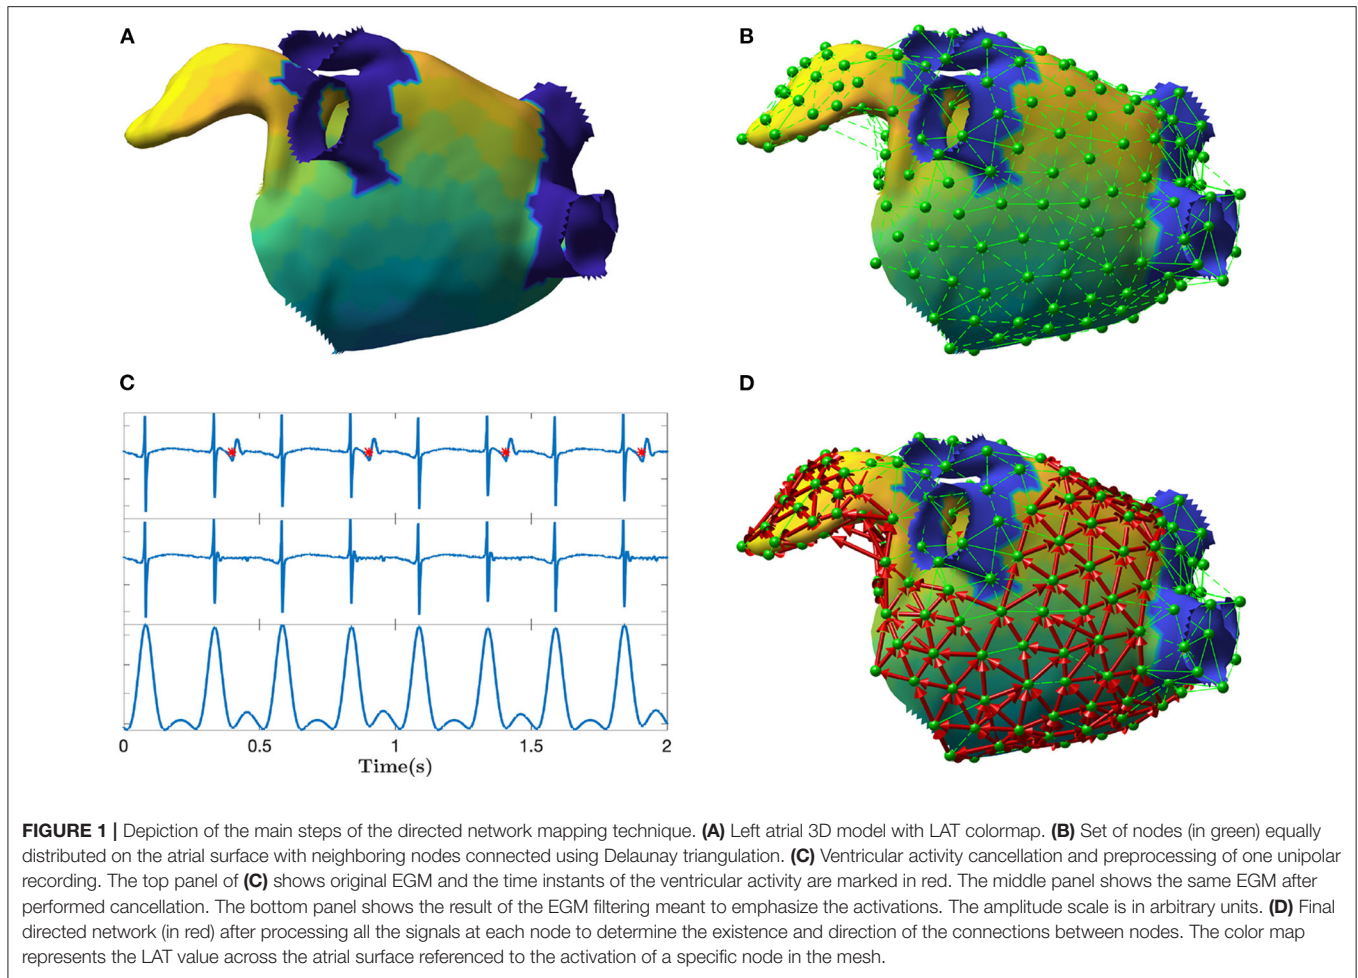 A
B
C
D
0
0.5
1
1.5
2
Time(s)
FIGURE 1 | Depiction of the main steps of the directed network mapping technique. (A) Left atrial 3D model with LAT colormap. (B) Set of nodes (in green) equally
distributed on the atrial surface with neighboring nodes connected using Delaunay triangulation. (C) Ventricular activity cancellation and preprocessing of one unipolar
recording. The top panel of (C) shows original EGM and the time instants of the ventricular activity are marked in red. The middle panel shows the same EGM after
performed cancellation. The bottom panel shows the result of the EGM filtering meant to emphasize the activations. The amplitude scale is in arbitrary units. (D) Final
directed network (in red) after processing all the signals at each node to determine the existence and direction of the connections between nodes. The color map
represents the LAT value across the atrial surface referenced to the activation of a specific node in the mesh.